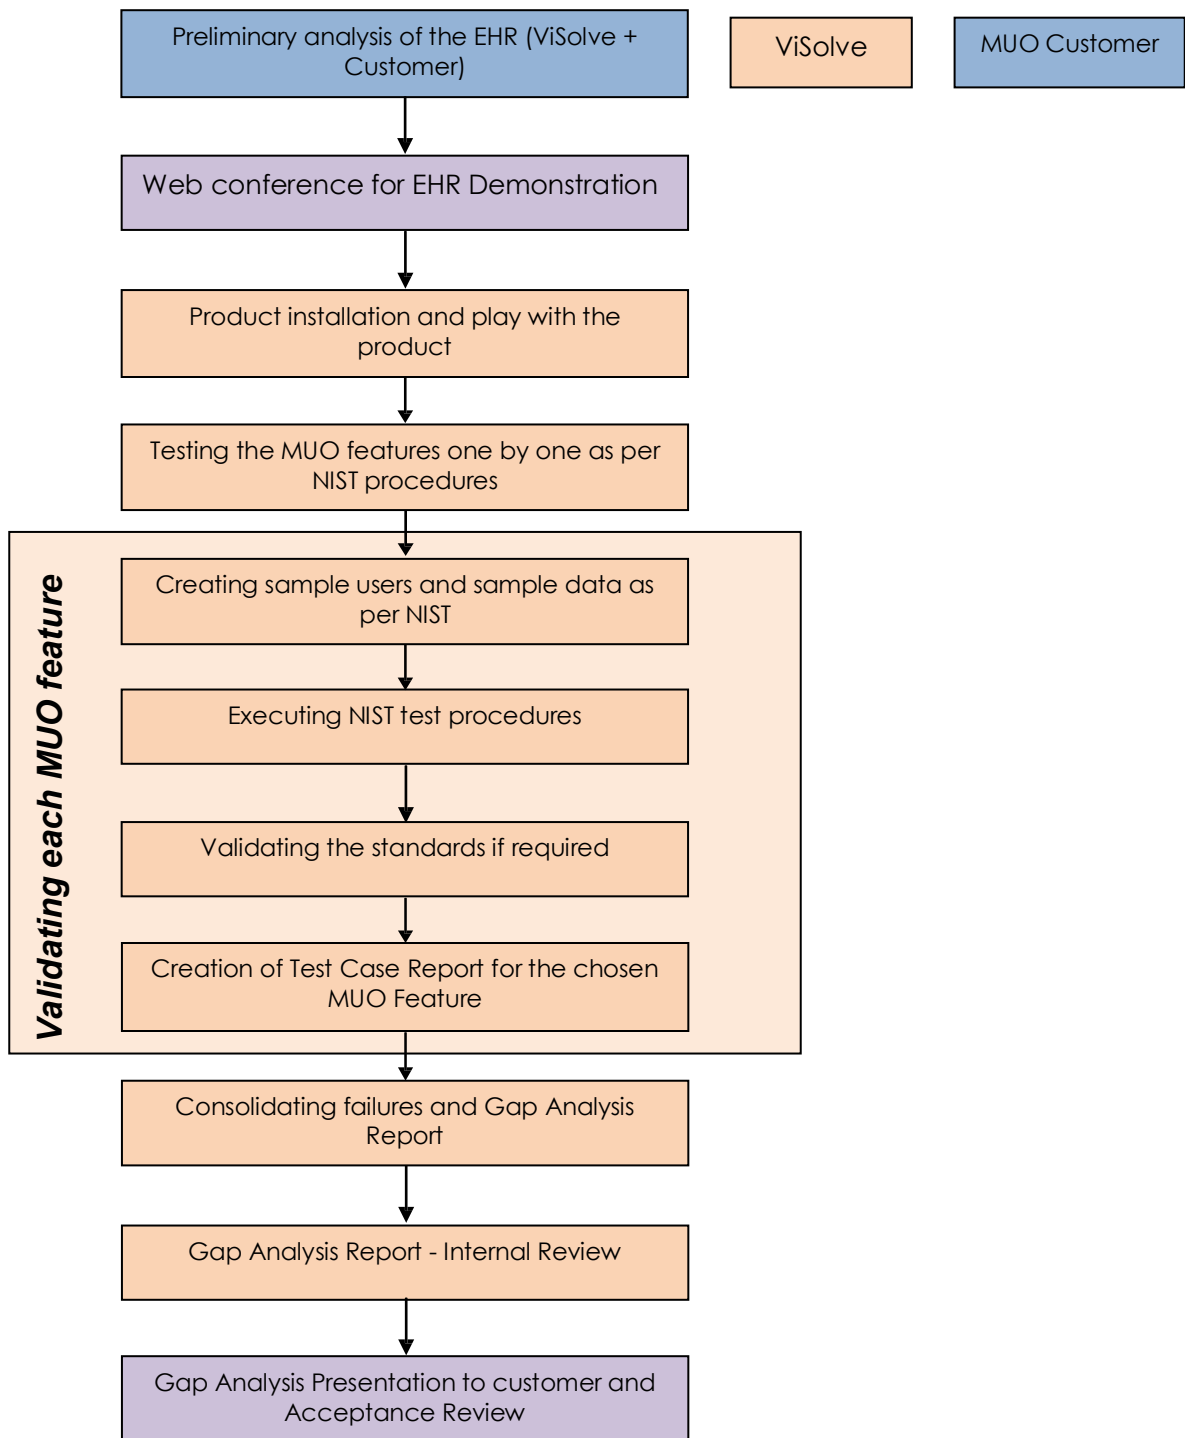 Preliminary analysis of the EHR (ViSolve +
Customer)
ViSolve
MUO Customer
Web conference for EHR Demonstration
Product installation and play with the
product
Testing the MUO features one by one as per
NIST procedures
Validating each MUO feature
Creating sample users and sample data as
per NIST
Executing NIST test procedures
Validating the standards if required
Creation of Test Case Report for the chosen
MUO Feature
Consolidating failures and Gap Analysis
Report
Gap Analysis Report - Internal Review
Gap Analysis Presentation to customer and
Acceptance Review